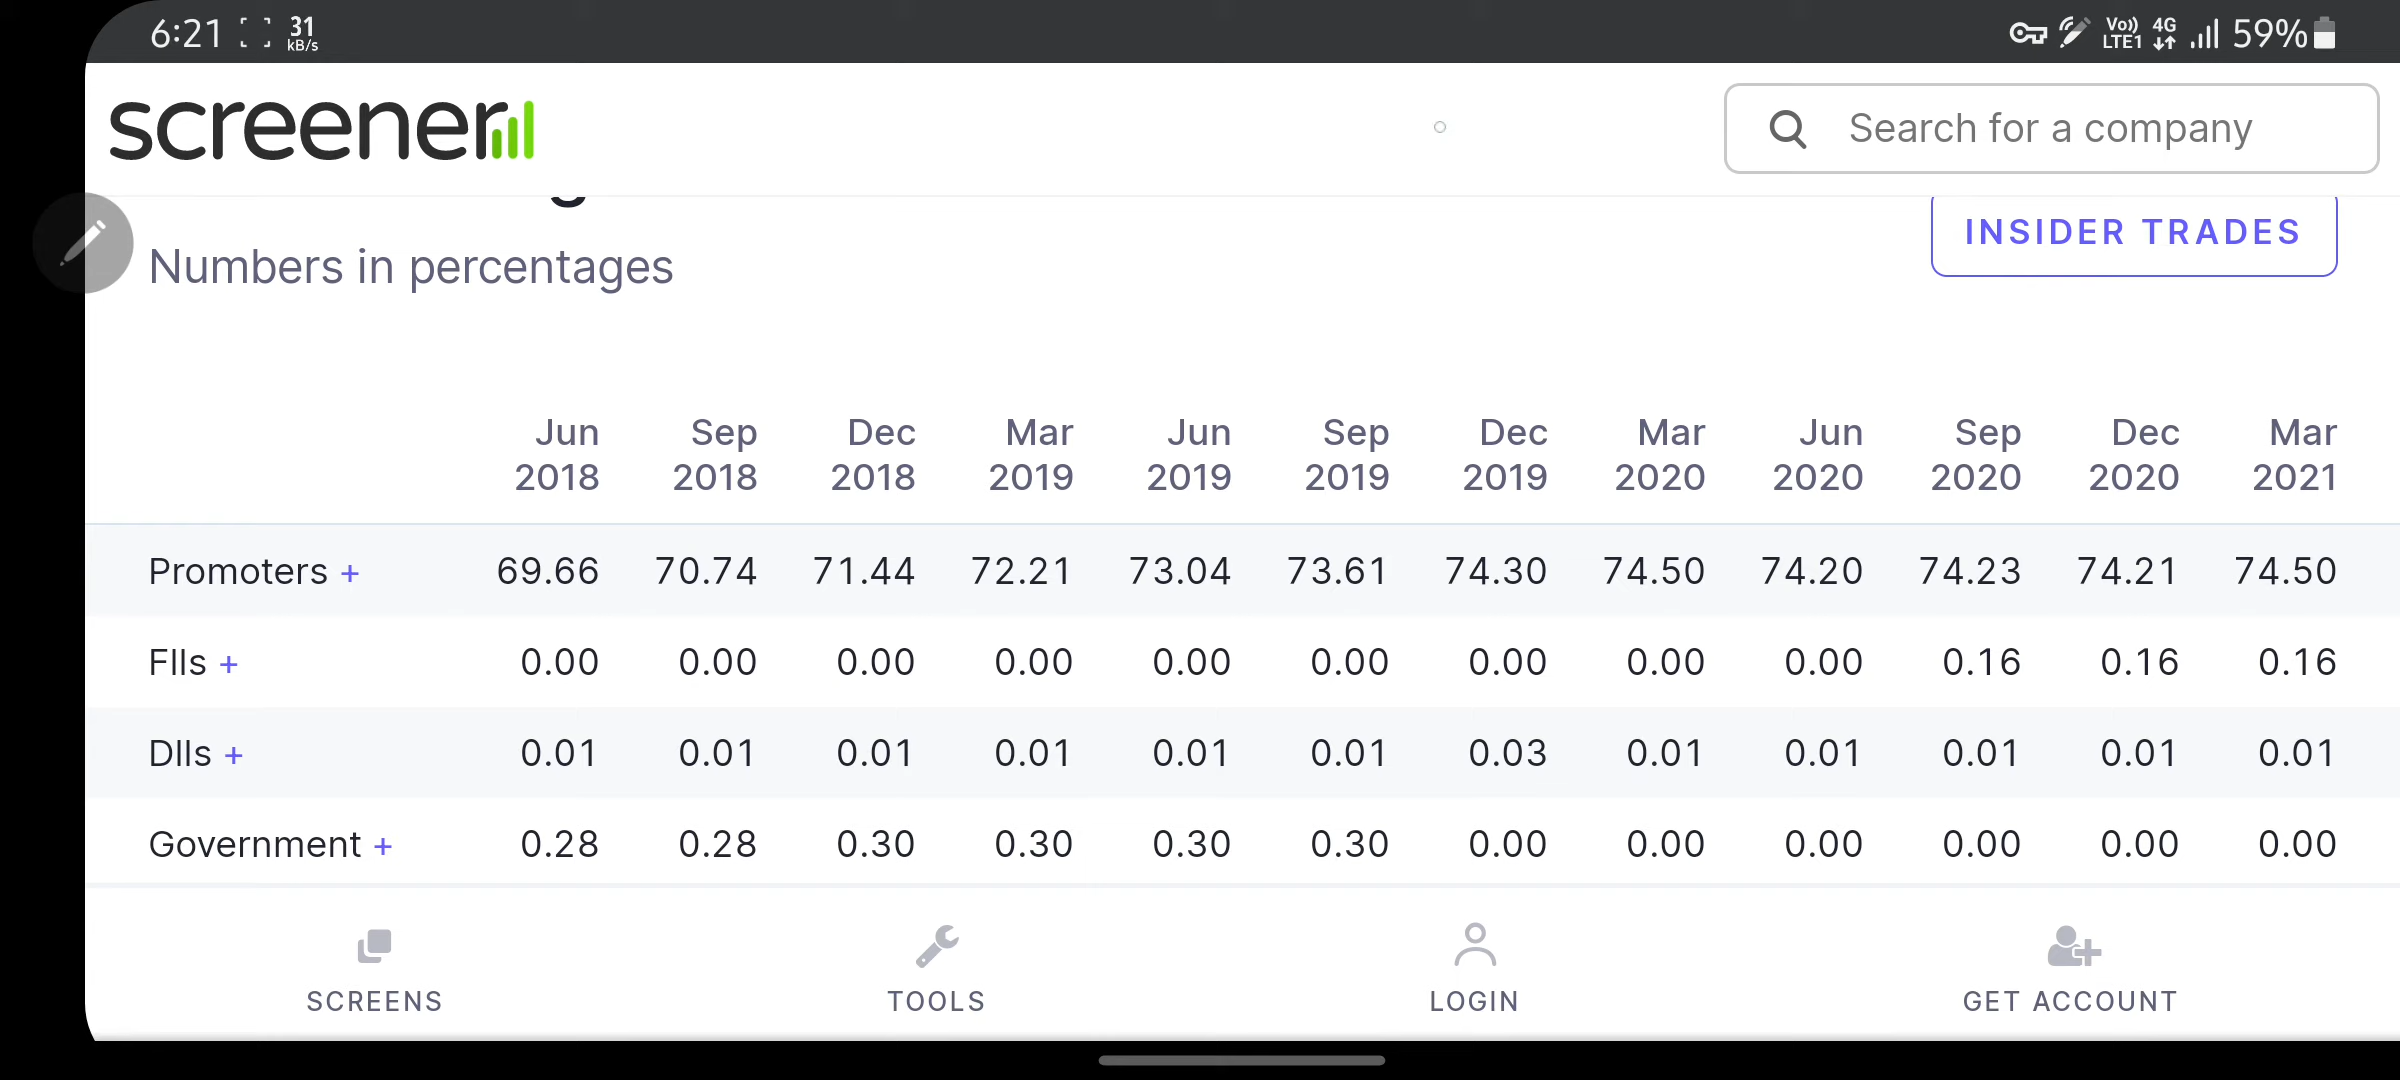 6:21 31 kB/s Vo)) LTE1 4G 59%
screener
Search for a company
INSIDER TRADES
Numbers in percentages
Jun 2018 Sep 2018 Dec 2018 Mar 2019 Jun 2019 Sep 2019 Dec 2019 Mar 2020 Jun 2020 Sep 2020 Dec 2020 Mar 2021
Promoters + 69.66 70.74 71.44 72.21 73.04 73.61 74.30 74.50 74.20 74.23 74.21 74.50
FIIs + 0.00 0.00 0.00 0.00 0.00 0.00 0.00 0.00 0.00 0.16 0.16 0.16
DIIs + 0.01 0.01 0.01 0.01 0.01 0.01 0.03 0.01 0.01 0.01 0.01 0.01
Government + 0.28 0.28 0.30 0.30 0.30 0.30 0.00 0.00 0.00 0.00 0.00 0.00
SCREENS TOOLS LOGIN GET ACCOUNT